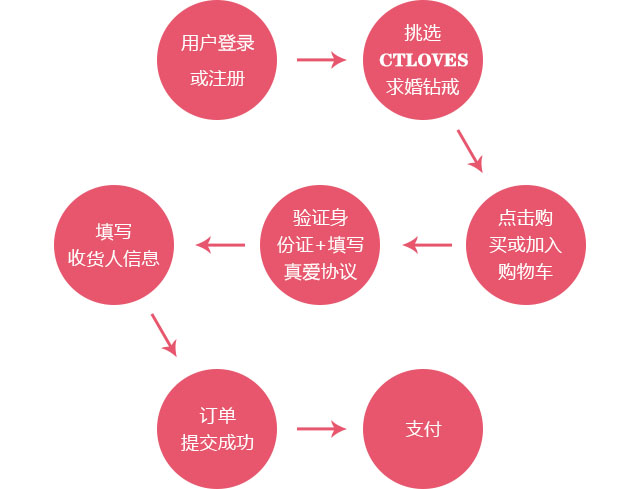 用户登录
或注册
挑选
CTLOVES
求婚钻戒
点击购
买或加入
购物车
验证身
份证+填写
真爱协议
填写
收货人信息
订单
提交成功
支付